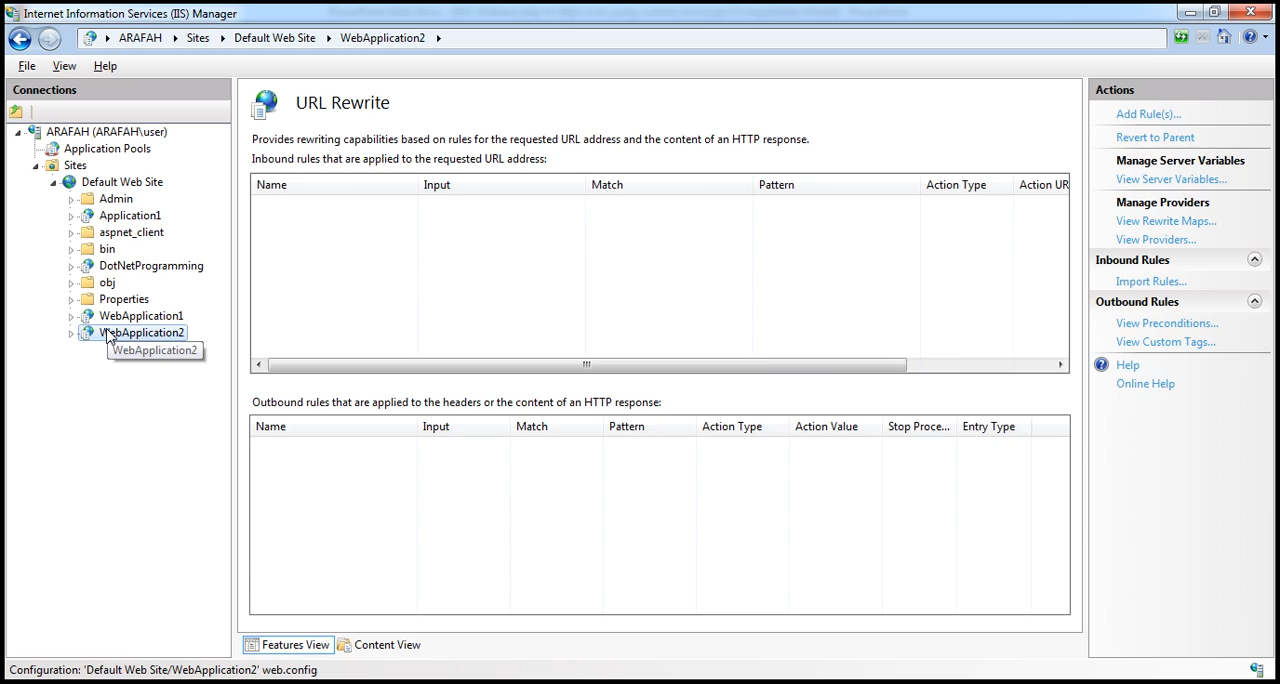 Internet Information Services (IIS) Manager
ARAFAH
Sites
Default Web Site
WebApplication2
File View Help
Connections
ARAFAH (ARAFAH\user)
Application Pools
Sites
Default Web Site
Admin
Application1
aspnet_client
bin
DotNetProgramming
obj
Properties
WebApplication1
WebApplication2
WebApplication2
URL Rewrite
Provides rewriting capabilities based on rules for the requested URL address and the content of an HTTP response.
Inbound rules that are applied to the requested URL address:
Name Input Match Pattern Action Type Action UR
Outbound rules that are applied to the headers or the content of an HTTP response:
Name Input Match Pattern Action Type Action Value Stop Proce... Entry Type
Features View Content View
Actions
Add Rule(s)...
Revert to Parent
Manage Server Variables
View Server Variables...
Manage Providers
View Rewrite Maps...
View Providers...
Inbound Rules
Import Rules...
Outbound Rules
View Preconditions...
View Custom Tags...
Help
Online Help
Configuration: 'Default Web Site/WebApplication2' web.config